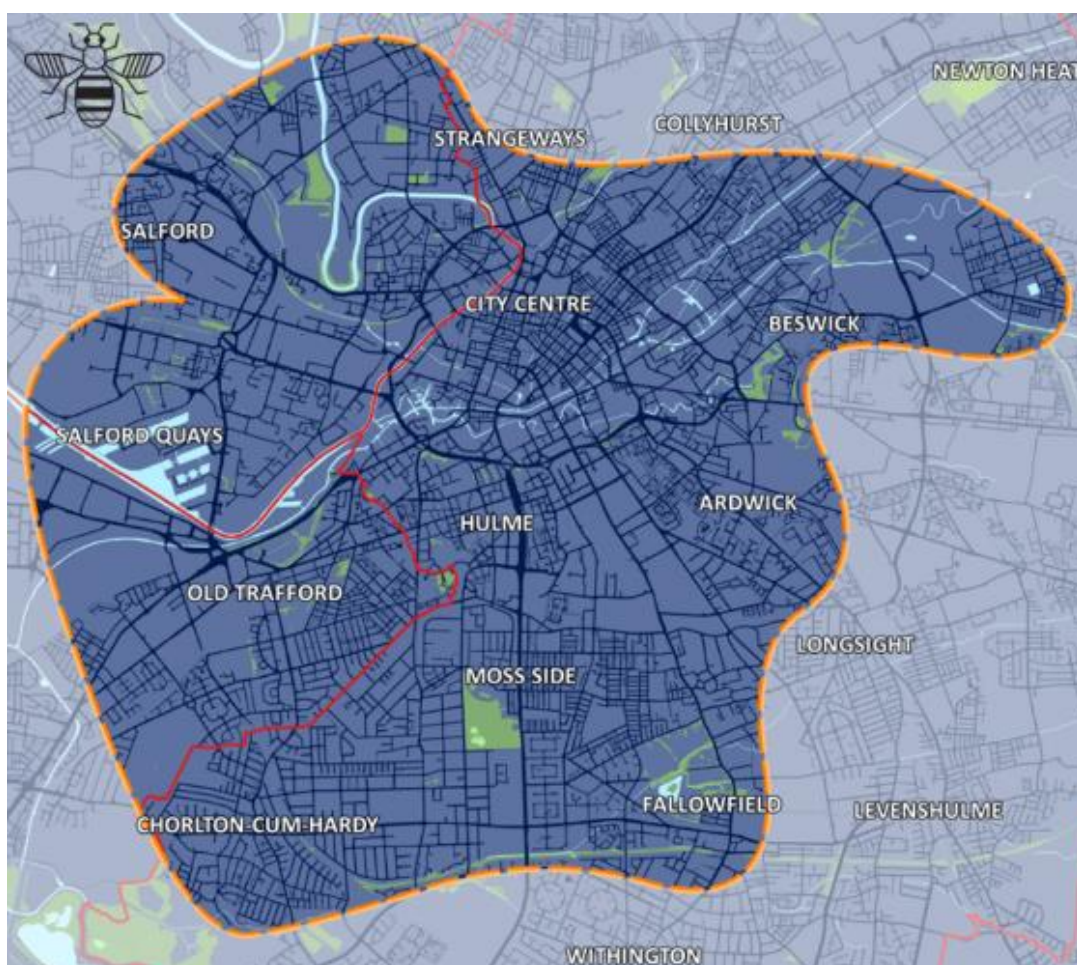 NEWTON HEAT
COLLYHURST
STRANGEWAYS
SALFORD
CITY CENTRE
BESWICK
SALFORD QUAYS
ARDWICK
HULME
OLD TRAFFORD
LONGSIGHT
MOSS SIDE
FALLOWFIELD
LEVENSHULME
CHORLTON-CUM-HARDY
WITHINGTON